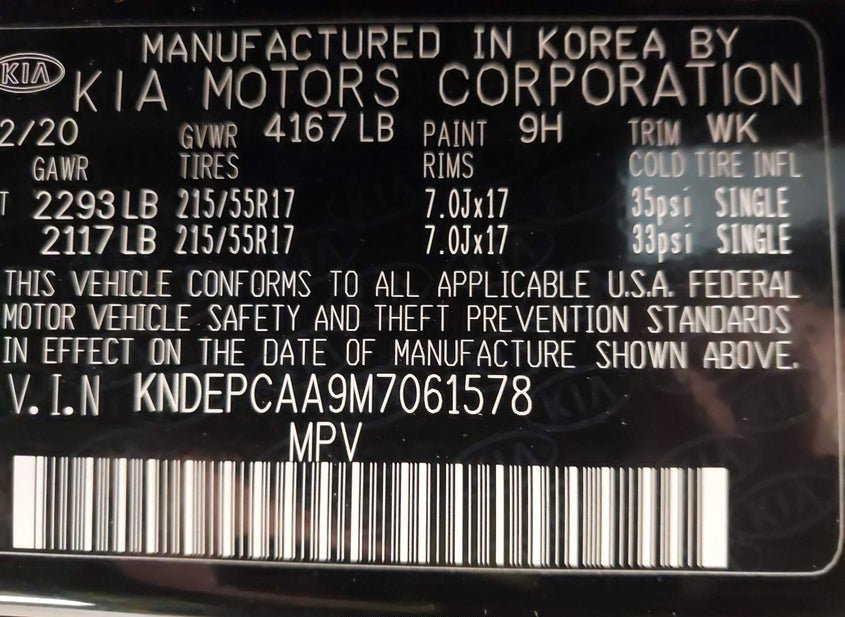 MANUFACTURED IN KOREA BY
KIA
KIA MOTORS CORPORATION
2/20 GVWR 4167 LB PAINT 9H TRIM WK
GAWR TIRES RIMS COLD TIRE INFL
T 2293 LB 215/55R17 7.0Jx17 35psi SINGLE
2117 LB 215/55R17 7.0Jx17 33psi SINGLE
THIS VEHICLE CONFORMS TO ALL APPLICABLE U.S.A. FEDERAL
MOTOR VEHICLE SAFETY AND THEFT PREVENTION STANDARDS
IN EFFECT ON THE DATE OF MANUFACTURE SHOWN ABOVE.
V.I.N KNDEPCAA9M7061578
MPV